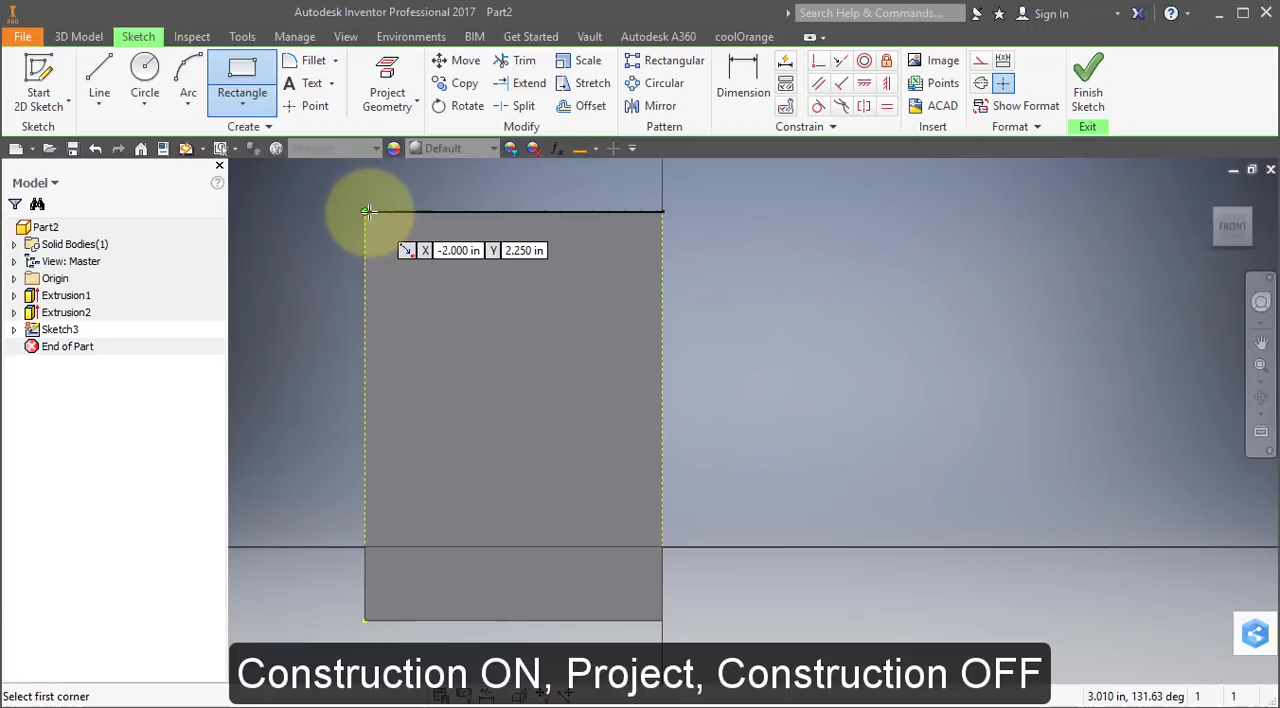 PRO
Autodesk Inventor Professional 2017 Part2
Search Help & Commands...
Sign In
File 3D Model Sketch Inspect Tools Manage View Environments BIM Get Started Vault Autodesk A360 coolOrange
Start
2D Sketch
Line
Circle
Arc
Rectangle
Fillet
Text
Point
Project
Geometry
Move
Copy
Rotate
Trim
Extend
Split
Scale
Stretch
Offset
Rectangular
Circular
Mirror
Dimension
Image
Points
ACAD
Show Format
Finish
Sketch
Sketch Create Modify Pattern Constrain Insert Format Exit
Default
Model
Part2
Solid Bodies(1)
View: Master
Origin
Extrusion1
Extrusion2
Sketch3
End of Part
X -2.000 in Y 2.250 in
FRONT
Construction ON, Project, Construction OFF
Select first corner
3.010 in, 131.63 deg 1 1